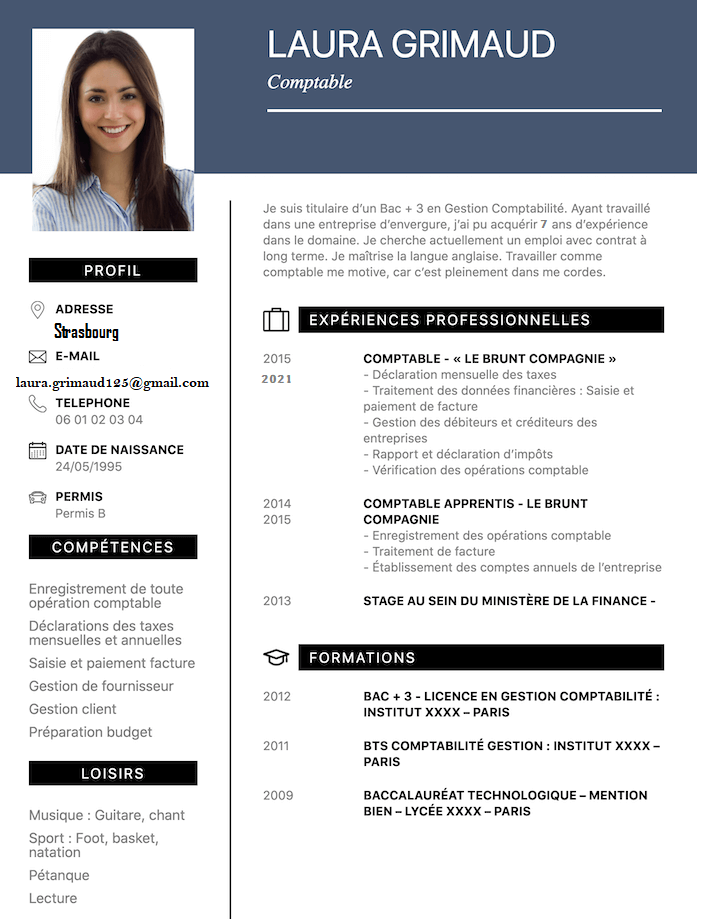 LAURA GRIMAUD
Comptable
PROFIL
ADRESSE
Strasbourg
E-MAIL
laura.grimaud125@gmail.com
TELEPHONE
06 01 02 03 04
DATE DE NAISSANCE
24/05/1995
PERMIS
Permis B
COMPÉTENCES
Enregistrement de toute
opération comptable
Déclarations des taxes
mensuelles et annuelles
Saisie et paiement facture
Gestion de fournisseur
Gestion client
Préparation budget
LOISIRS
Musique : Guitare, chant
Sport : Foot, basket,
natation
Pétanque
Lecture
Je suis titulaire d’un Bac + 3 en Gestion Comptabilité. Ayant travaillé
dans une entreprise d’envergure, j’ai pu acquérir 7 ans d’expérience
dans le domaine. Je cherche actuellement un emploi avec contrat à
long terme. Je maîtrise la langue anglaise. Travailler comme
comptable me motive, car c’est pleinement dans me cordes.
EXPÉRIENCES PROFESSIONNELLES
2015
2021
COMPTABLE - « LE BRUNT COMPAGNIE »
- Déclaration mensuelle des taxes
- Traitement des données financières : Saisie et
paiement de facture
- Gestion des débiteurs et créditeurs des
entreprises
- Rapport et déclaration d’impôts
- Vérification des opérations comptable
2014
2015
COMPTABLE APPRENTIS - LE BRUNT
COMPAGNIE
- Enregistrement des opérations comptable
- Traitement de facture
- Établissement des comptes annuels de l’entreprise
2013
STAGE AU SEIN DU MINISTÈRE DE LA FINANCE -
FORMATIONS
2012
BAC + 3 - LICENCE EN GESTION COMPTABILITÉ :
INSTITUT XXXX – PARIS
2011
BTS COMPTABILITÉ GESTION : INSTITUT XXXX –
PARIS
2009
BACCALAURÉAT TECHNOLOGIQUE – MENTION
BIEN – LYCÉE XXXX – PARIS